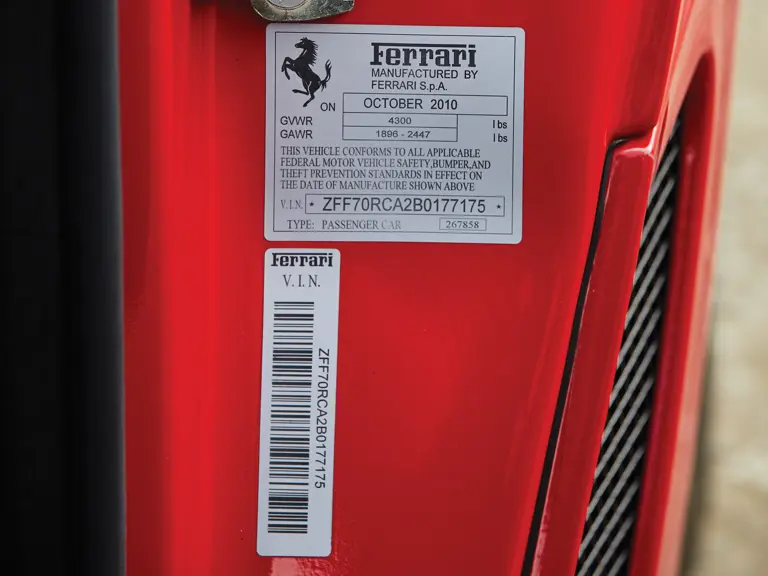 Ferrari
MANUFACTURED BY
FERRARI S.p.A.
ON OCTOBER 2010
GVWR 4300 lbs
GAWR 1896 - 2447 lbs
THIS VEHICLE CONFORMS TO ALL APPLICABLE
FEDERAL MOTOR VEHICLE SAFETY,BUMPER,AND
THEFT PREVENTION STANDARDS IN EFFECT ON
THE DATE OF MANUFACTURE SHOWN ABOVE
V.I.N. * ZFF70RCA2B0177175 *
TYPE: PASSENGER CAR 267858
Ferrari
V.I.N.
ZFF70RCA2B0177175